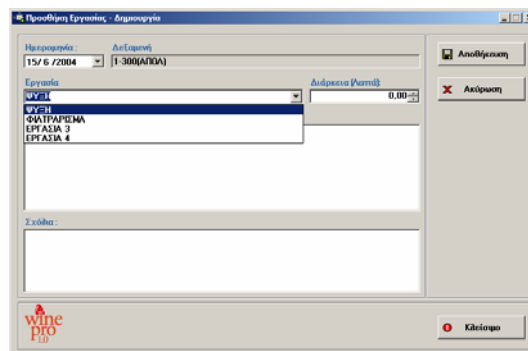 Προσθήκη Εργασίας - Δημιουργία
Ημερομηνία : Δεξαμενή
15/ 6 /2004 1-300(ΑΠΩΛ)
Αποθήκευση
Εργασία Διάρκεια (Λεπτά):
ΨΥΞΗ 0,00
Ακύρωση
ΨΥΞΗ
ΦΙΛΤΡΑΡΙΣΜΑ
ΕΡΓΑΣΙΑ 3
ΕΡΓΑΣΙΑ 4
Σχόλια :
wine
pro
1.0
Κλείσιμο